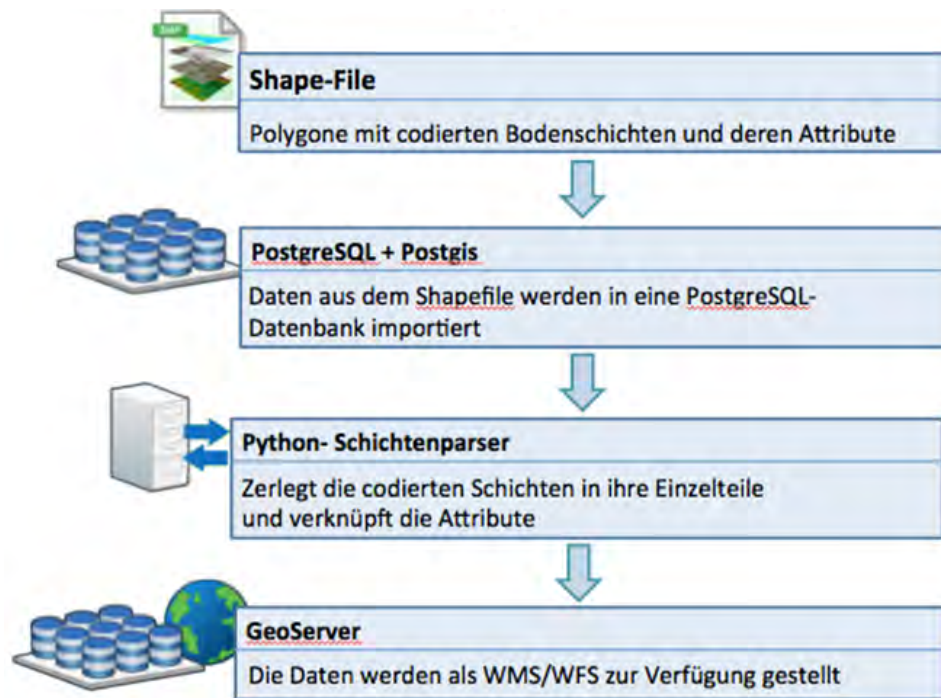 Shape-File
Polygone mit codierten Bodenschichten und deren Attribute
PostgreSQL + Postgis
Daten aus dem Shapefile werden in eine PostgreSQL-
Datenbank importiert
Python- Schichtenparser
Zerlegt die codierten Schichten in ihre Einzelteile
und verknüpft die Attribute
GeoServer
Die Daten werden als WMS/WFS zur Verfügung gestellt